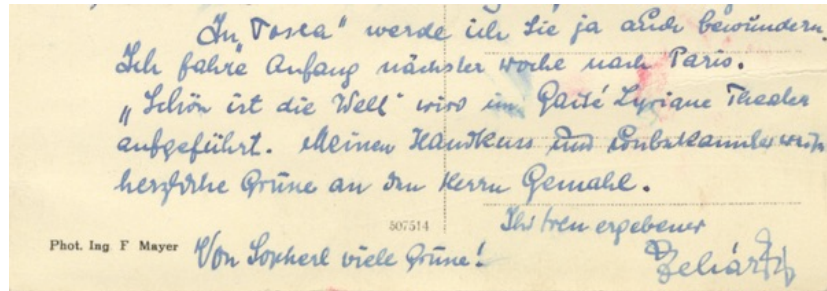 In „Tosca" werde ich Sie ja auch bewundern.
Ich fahre Anfang nächster Woche nach Paris.
„Schön ist die Welt" wird im Gaité Lyrique Theater
aufgeführt. Meinen Handkuss und unbekannterweise
herzliche Grüsse an den Herrn Gemahl.
507514
Ihr treu ergebener
Phot. Ing F Mayer
Von Sopherl viele Grüsse!
Lehár